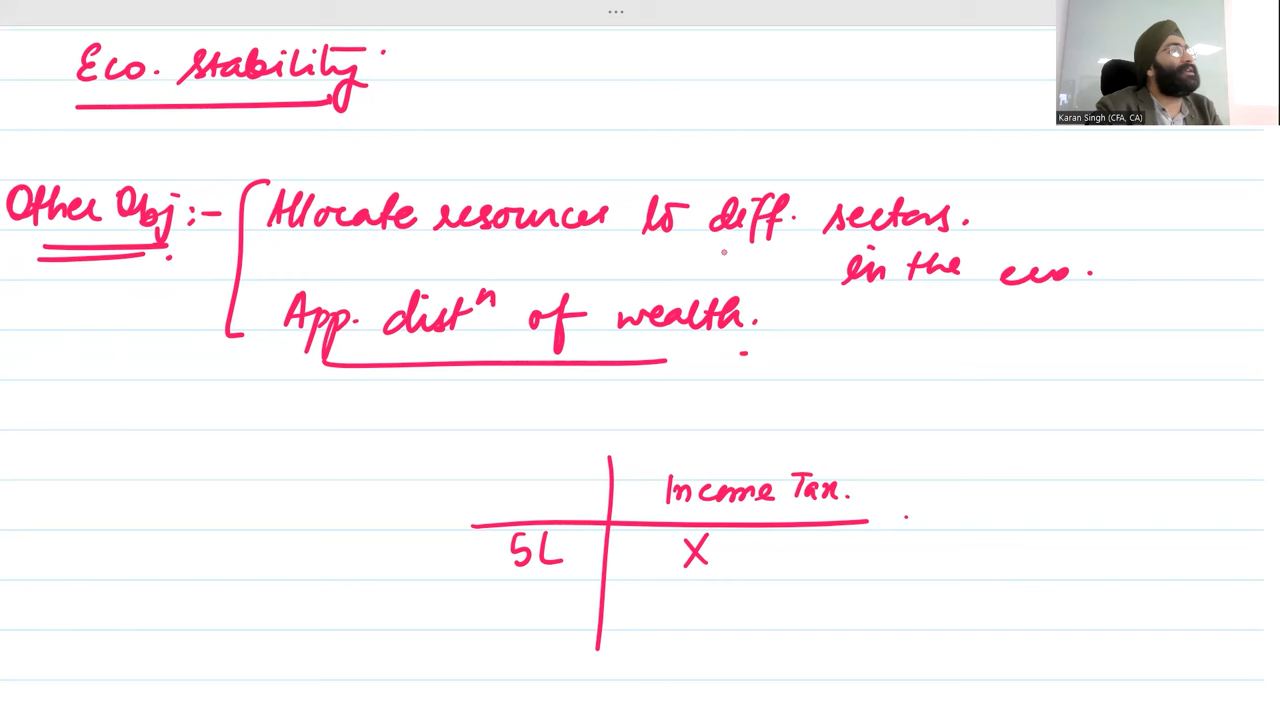 Eco. Stability
Karan Singh (CFA, CA)
Other Obj :- Allocate resources to diff. sectors.
in the eco.
App. distⁿ of wealth.
Income Tax.
5L X